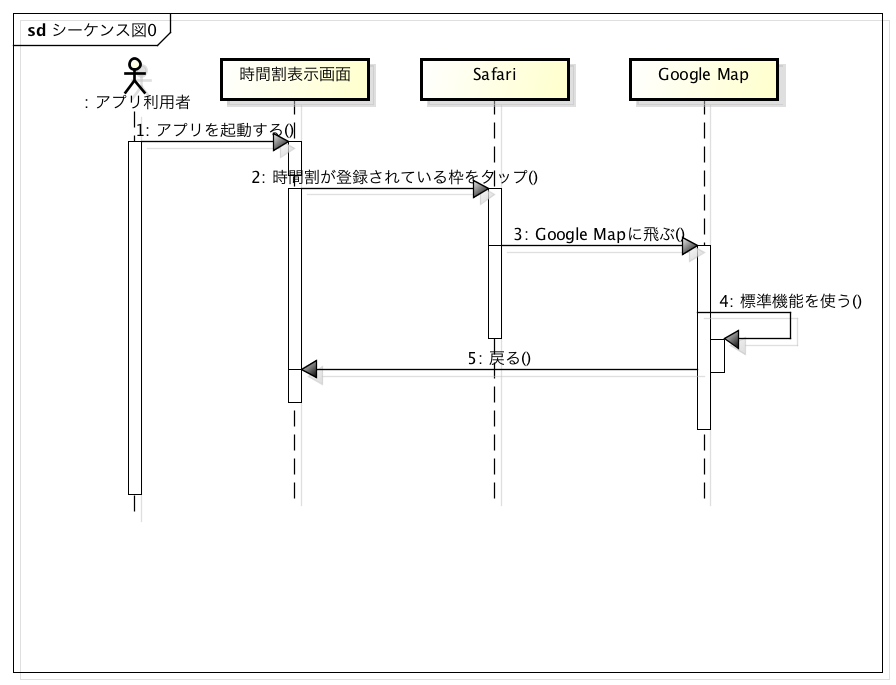 sd シーケンス図0
: アプリ利用者
時間割表示画面
Safari
Google Map
1: アプリを起動する()
2: 時間割が登録されている枠をタップ()
3: Google Mapに飛ぶ()
4: 標準機能を使う()
5: 戻る()